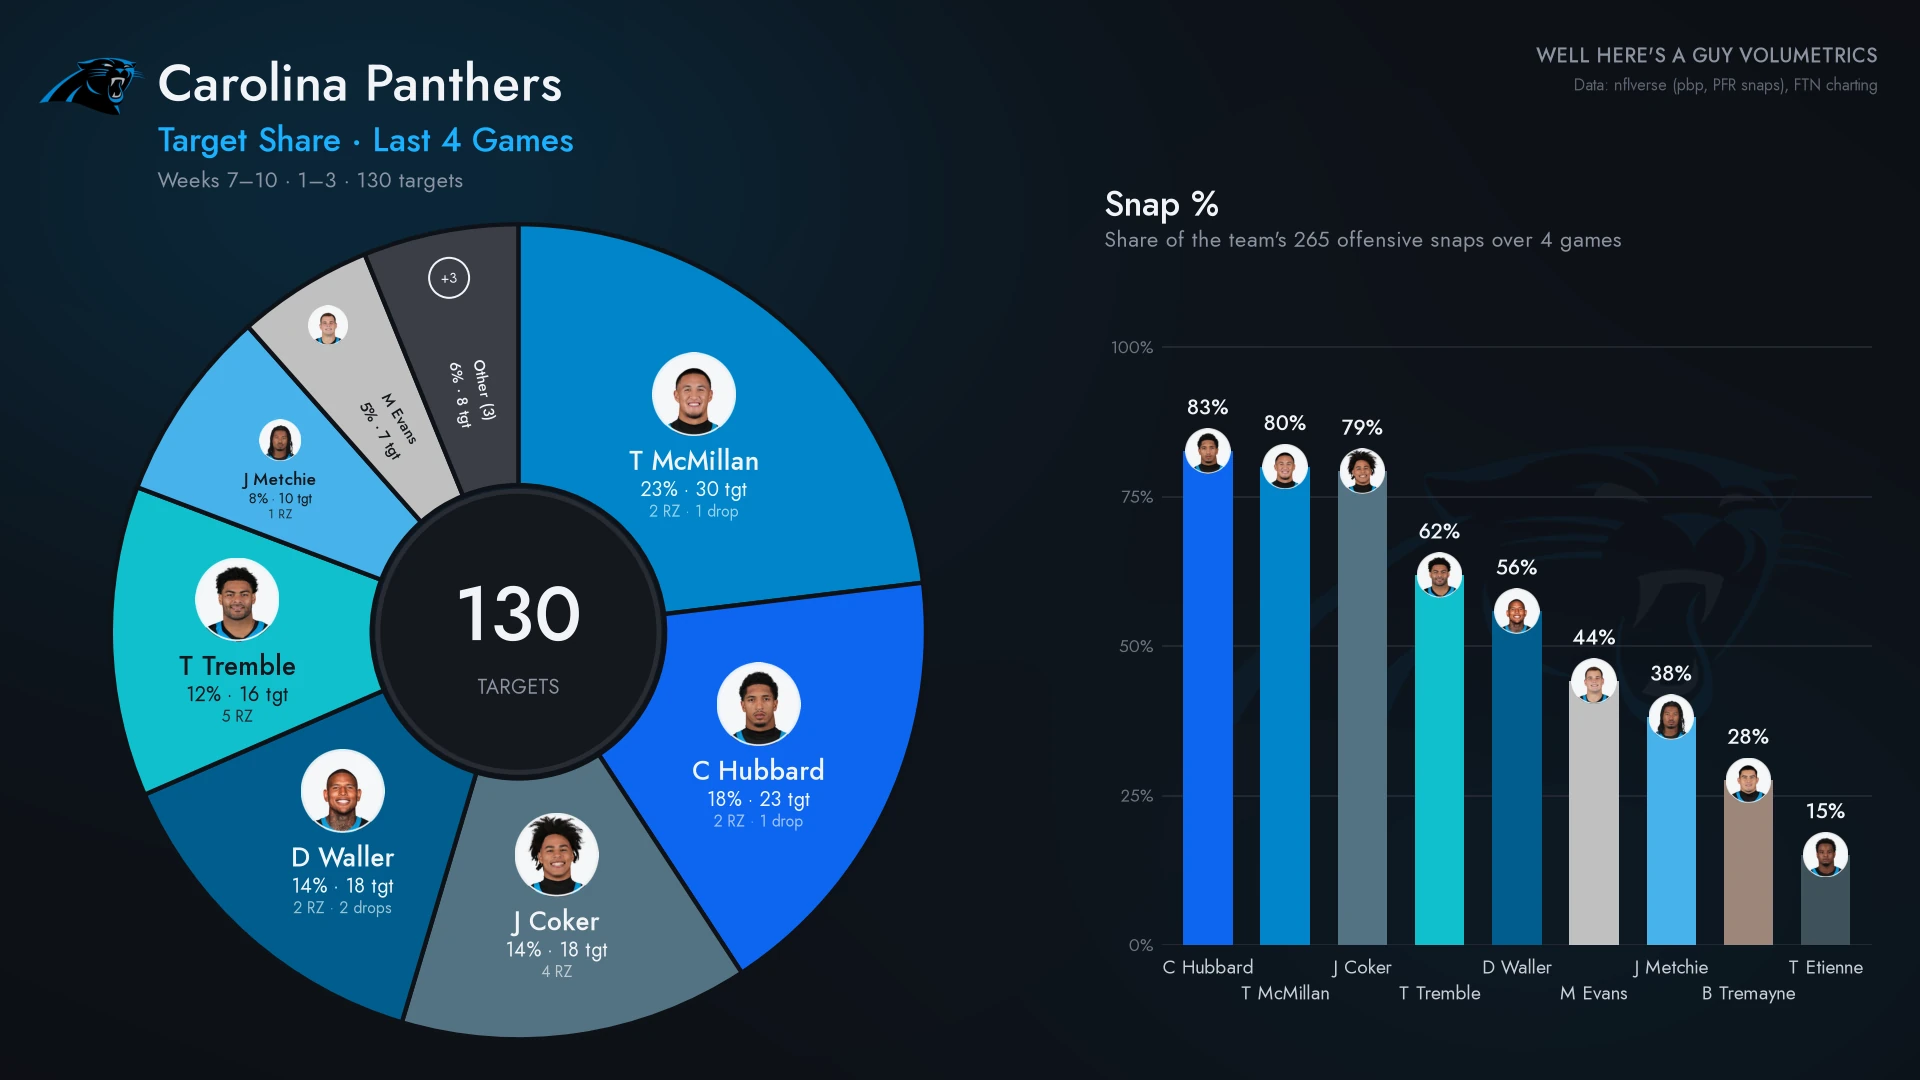 Carolina Panthers
Target Share · Last 4 Games
Weeks 7–10 · 1–3 · 130 targets
WELL HERE'S A GUY VOLUMETRICS
Data: nflverse (pbp, PFR snaps), FTN charting
T McMillan
23% · 30 tgt
2 RZ · 1 drop
C Hubbard
18% · 23 tgt
2 RZ · 1 drop
J Coker
14% · 18 tgt
4 RZ
D Waller
14% · 18 tgt
2 RZ · 2 drops
T Tremble
12% · 16 tgt
5 RZ
J Metchie
8% · 10 tgt
1 RZ
M Evans
5% · 7 tgt
+3
Other (3)
6% · 8 tgt
130
TARGETS
Snap %
Share of the team's 265 offensive snaps over 4 games
100%
75%
50%
25%
0%
83%
80%
79%
62%
56%
44%
38%
28%
15%
C Hubbard
T McMillan
J Coker
T Tremble
D Waller
M Evans
J Metchie
B Tremayne
T Etienne